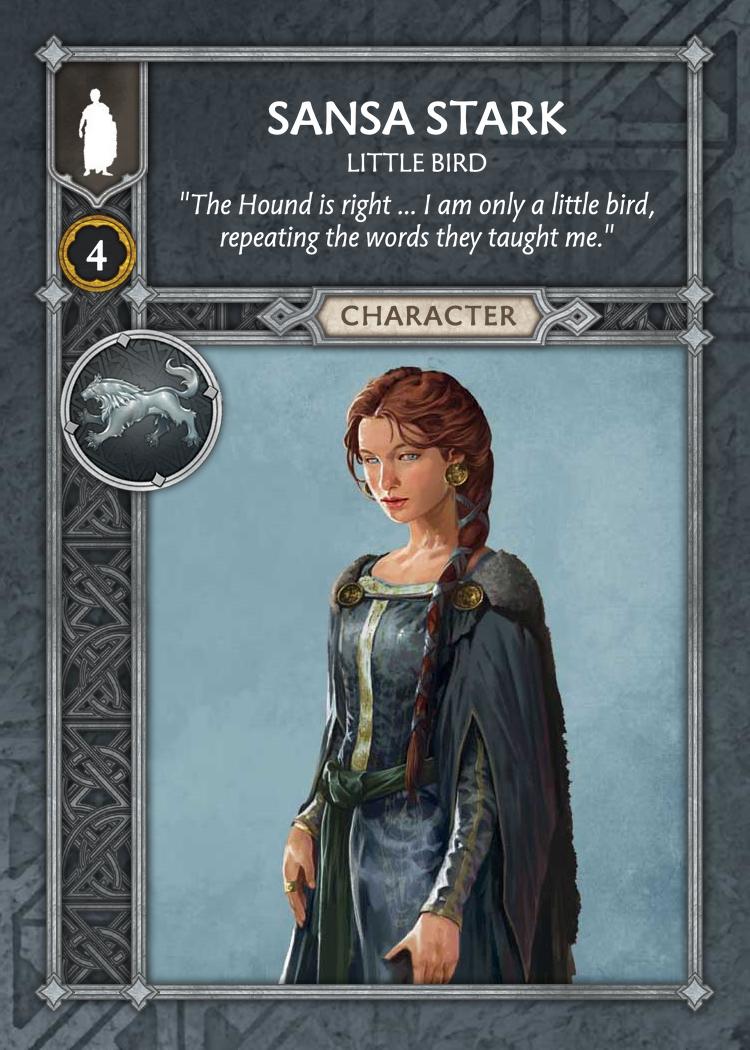 SANSA STARK
LITTLE BIRD
"The Hound is right ... I am only a little bird,
repeating the words they taught me."
4
CHARACTER